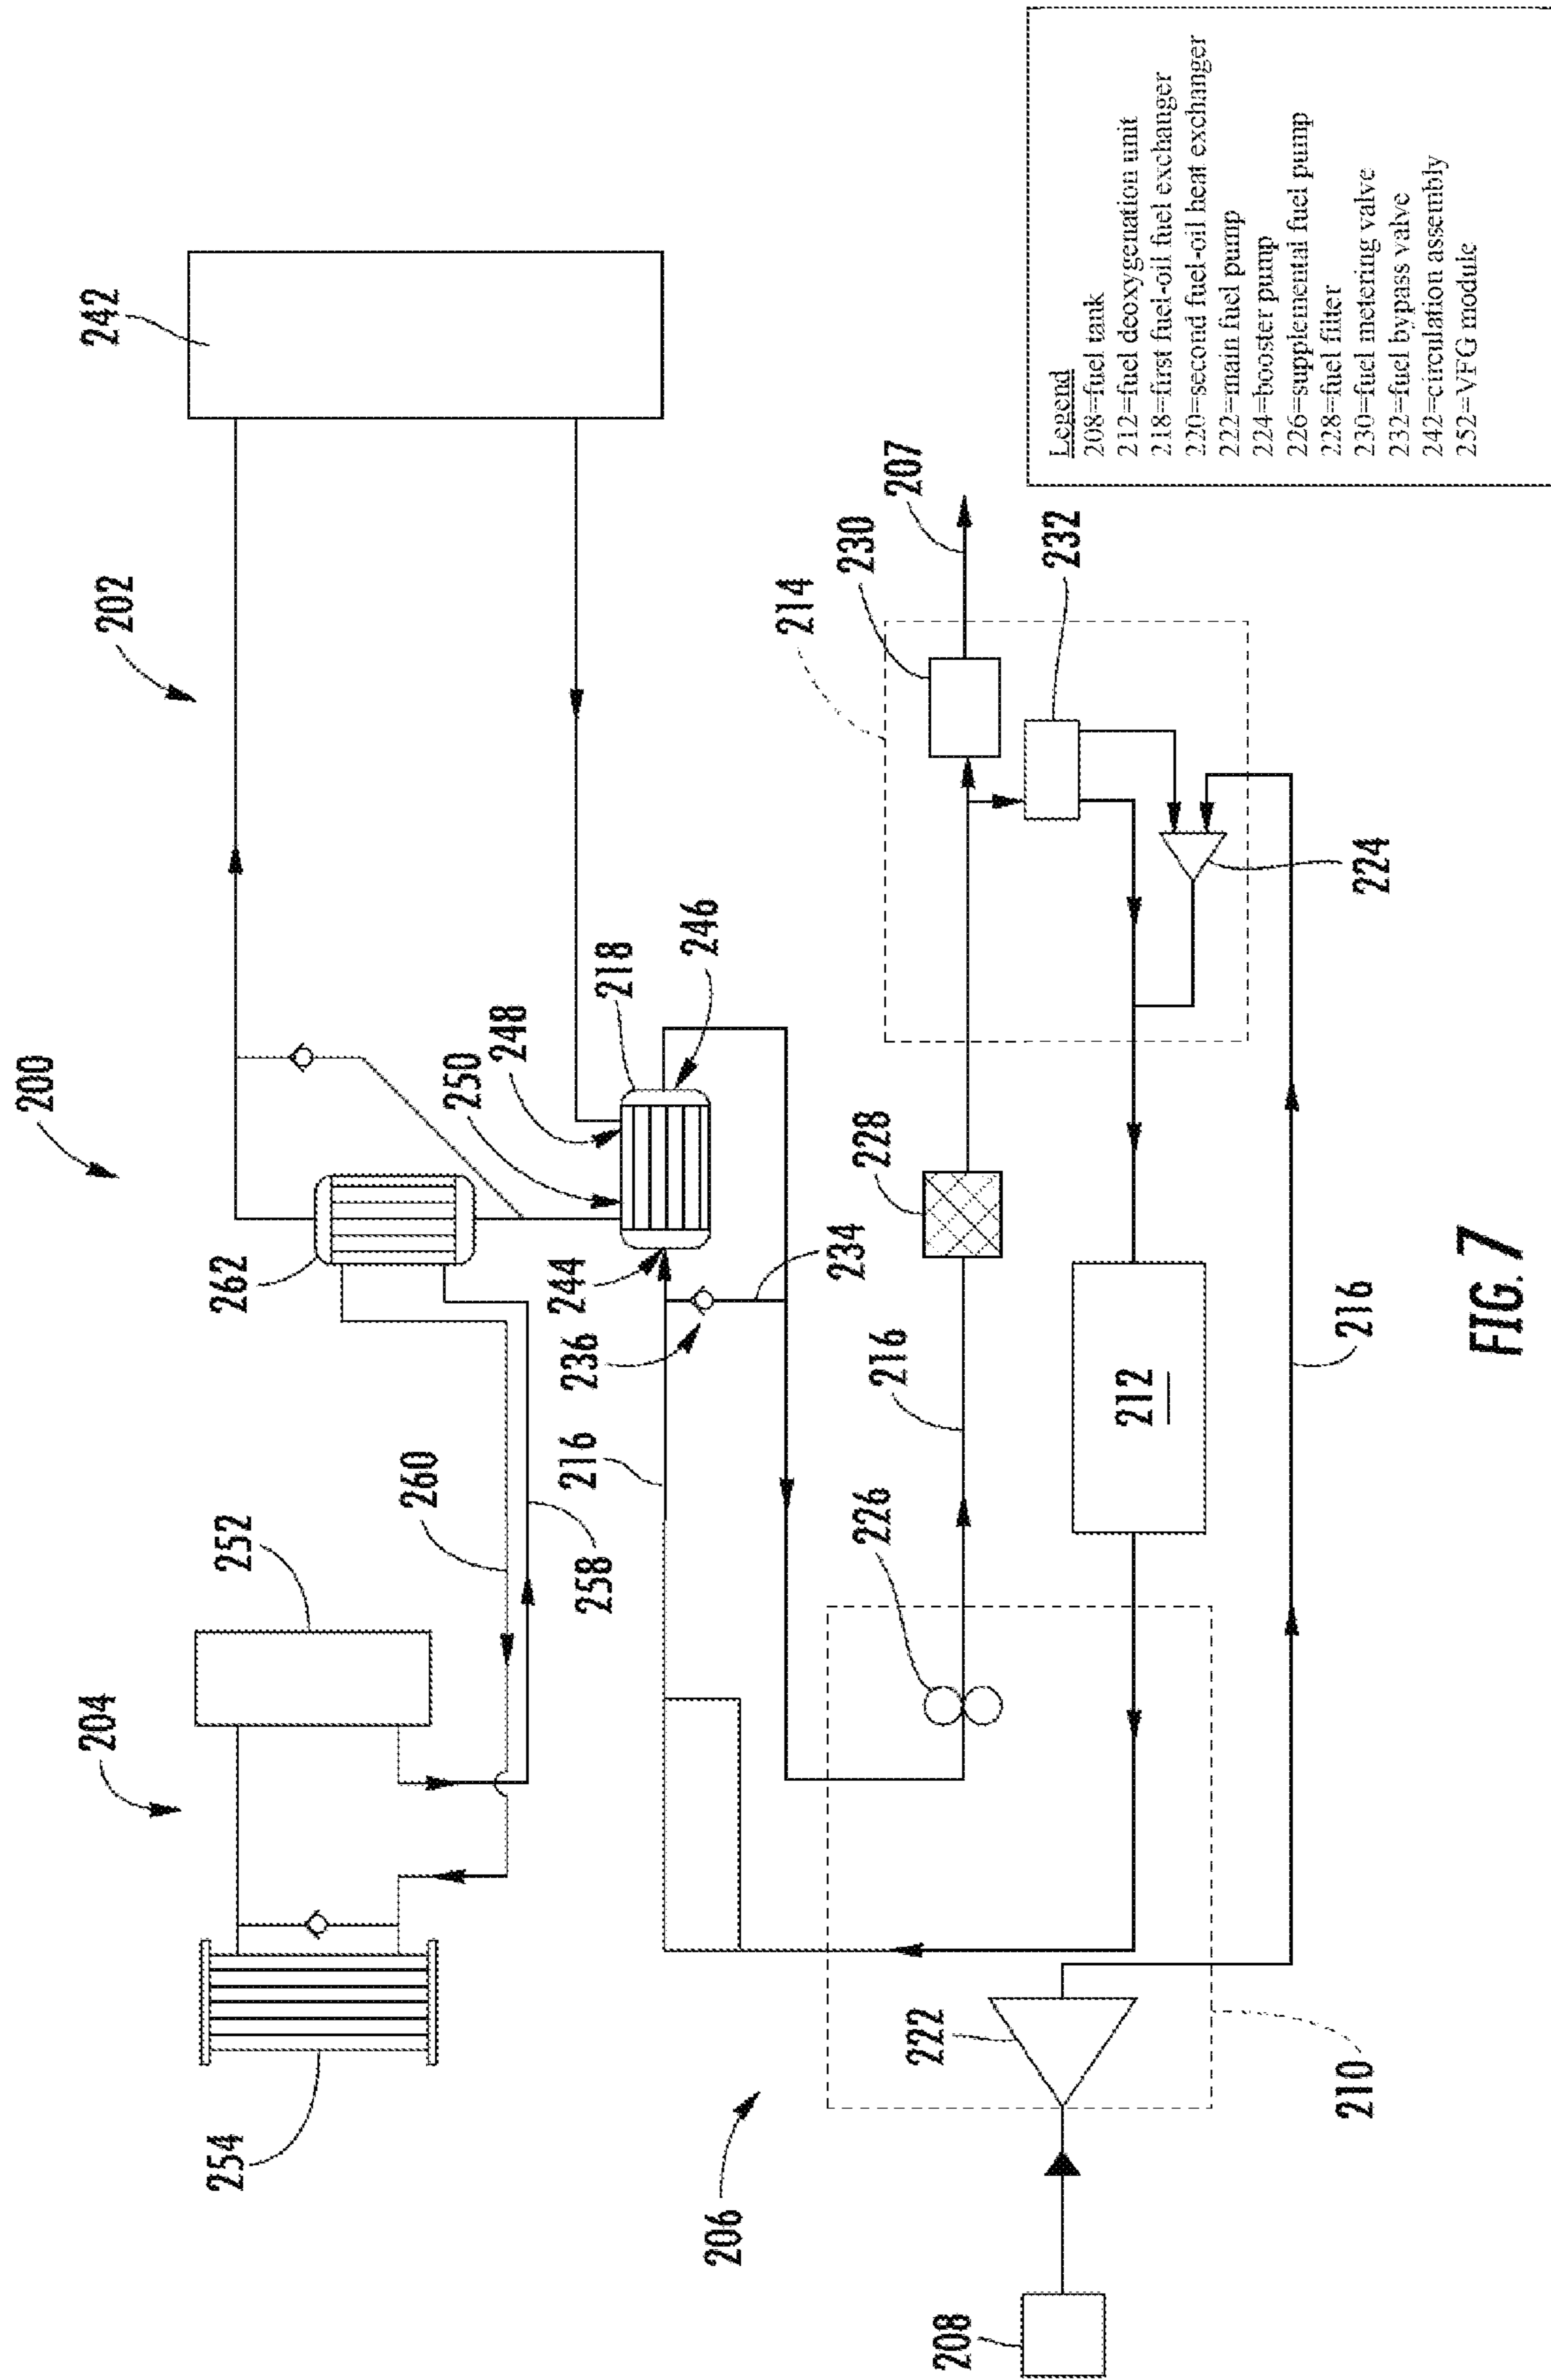 200
204
202
242
254
252
262
260
250
248
258
236
244
218
216
246
206
214
234
230
226
228
216
207
222
208
232
212
210
216
224
FIG. 7
Legend
208=fuel tank
212=fuel deoxygenation unit
218=first fuel-oil fuel exchanger
220=second fuel-oil heat exchanger
222=main fuel pump
224=booster pump
226=supplemental fuel pump
228=fuel filter
230=fuel metering valve
232=fuel bypass valve
242=circulation assembly
252=VFG module